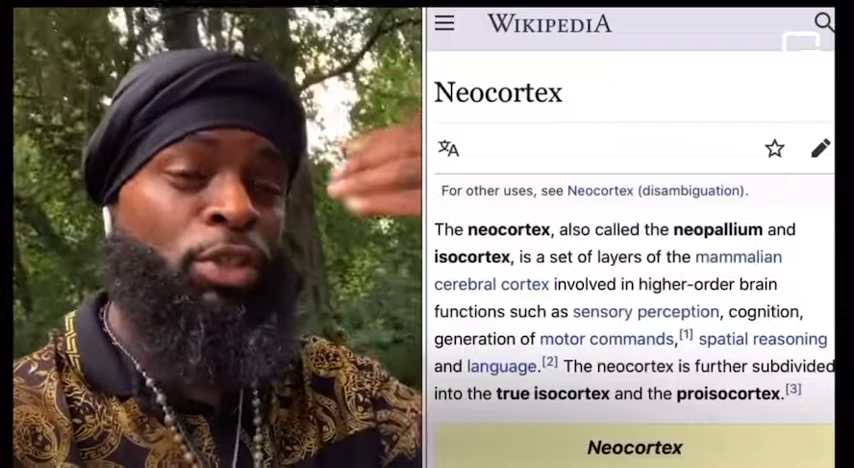 WIKIPEDIA
Neocortex
For other uses, see Neocortex (disambiguation).
The neocortex, also called the neopallium and
isocortex, is a set of layers of the mammalian
cerebral cortex involved in higher-order brain
functions such as sensory perception, cognition,
generation of motor commands,[1] spatial reasoning
and language.[2] The neocortex is further subdivided
into the true isocortex and the proisocortex.[3]
Neocortex